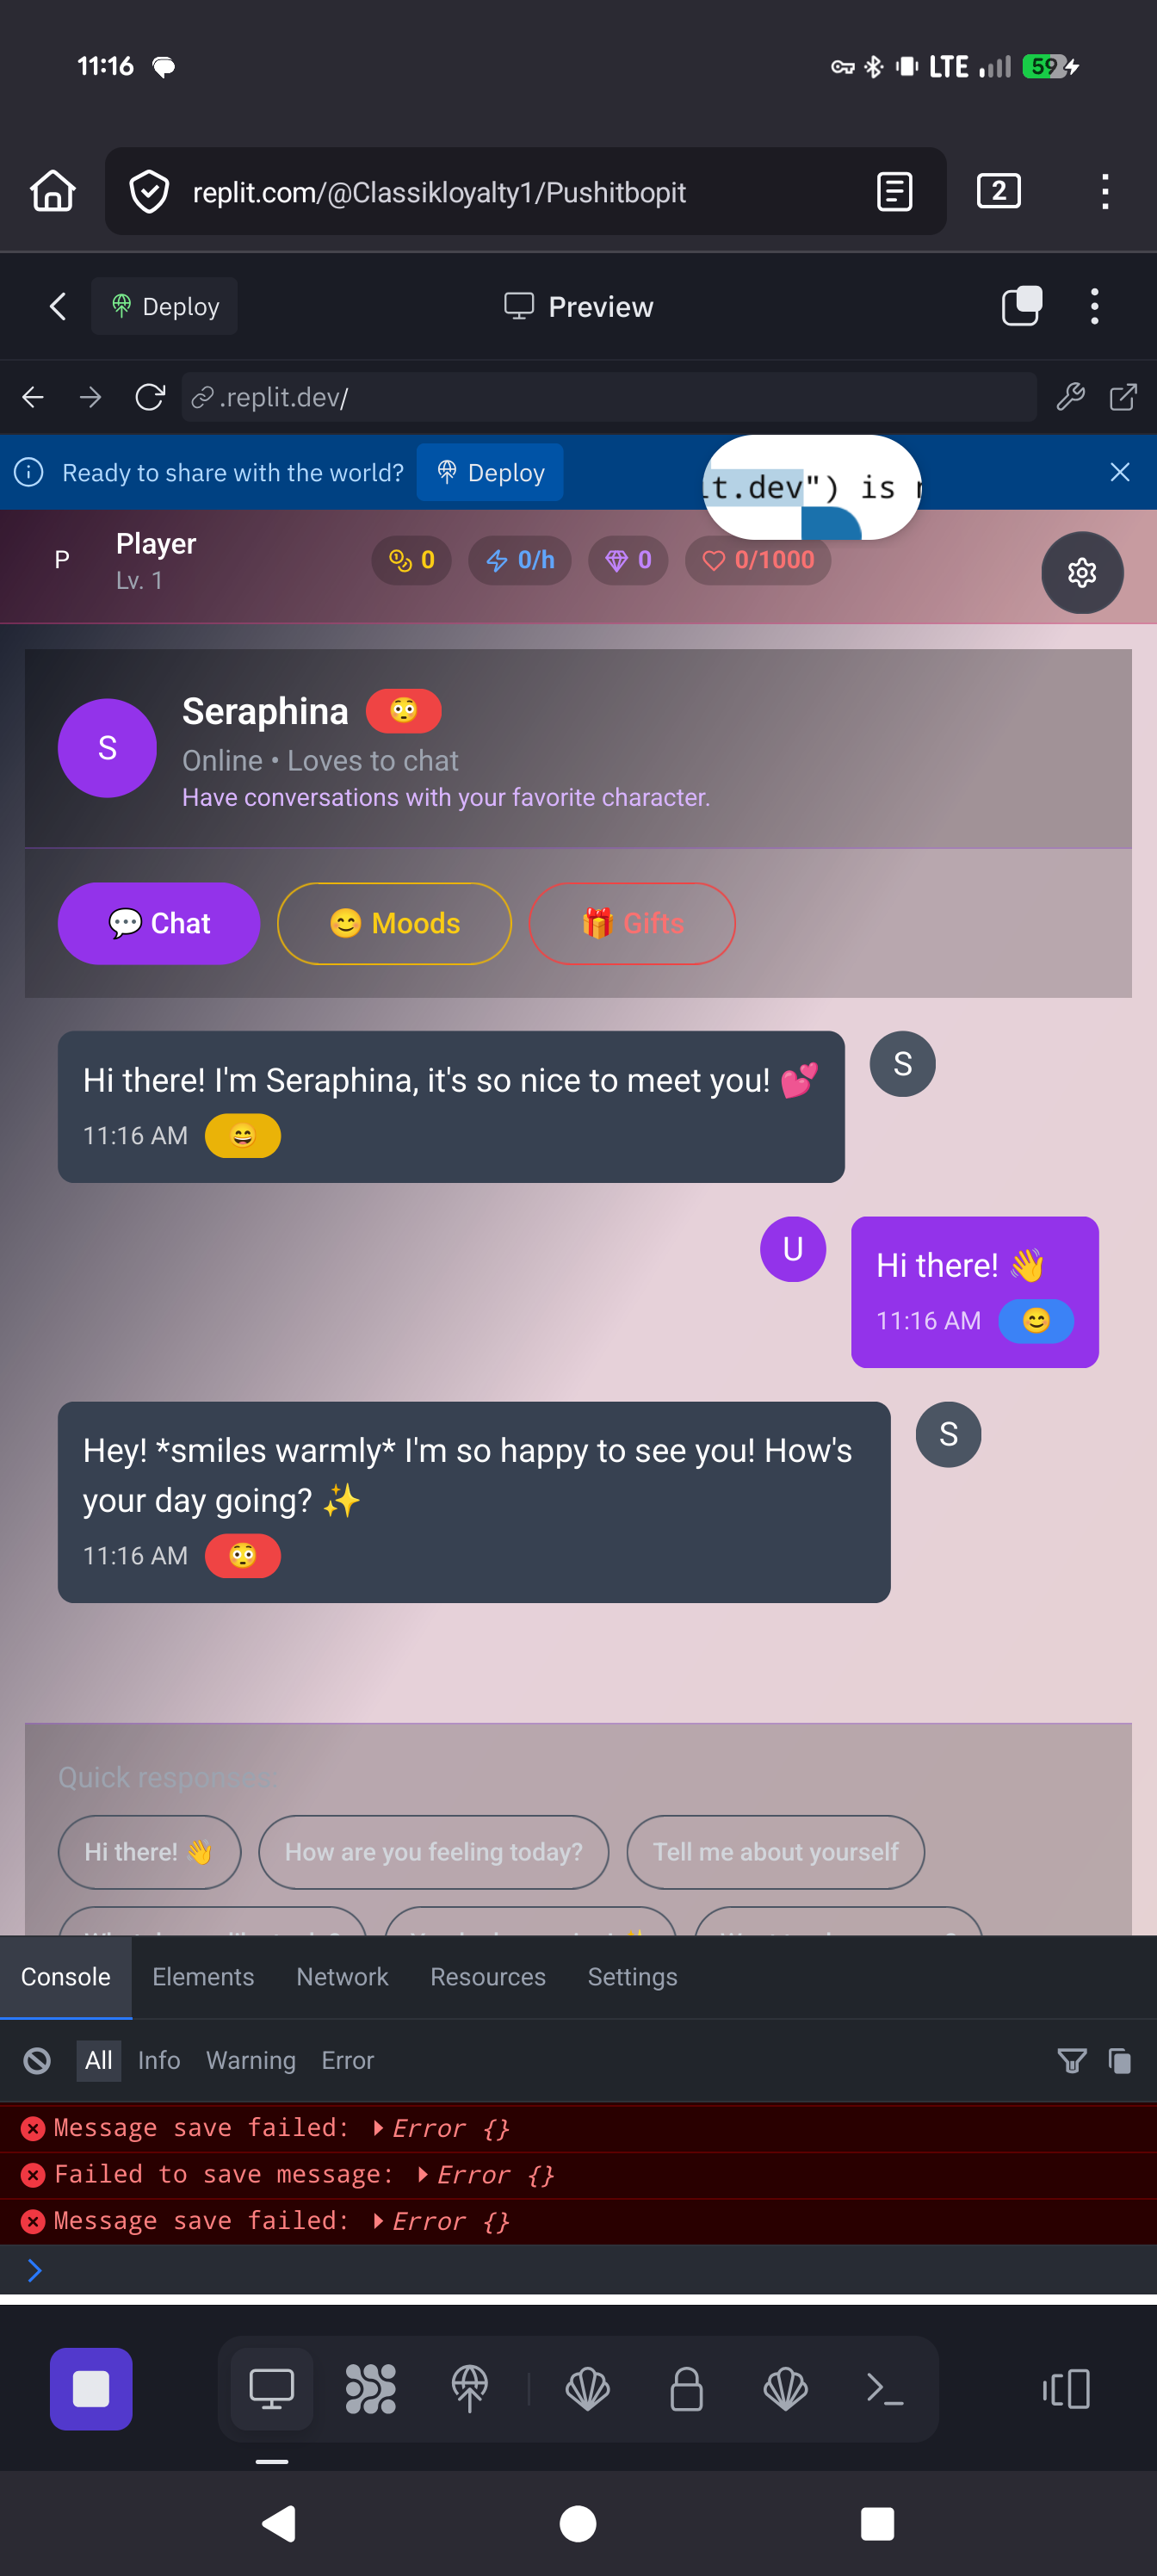 11:16 LTE 59
replit.com/@Classikloyalty1/Pushitbopit 2
Deploy Preview
.replit.dev/
Ready to share with the world? Deploy
it.dev") is
P Player 0 0/h 0 0/1000
Lv. 1
S Seraphina 😳
Online • Loves to chat
Have conversations with your favorite character.
💬 Chat 😊 Moods 🎁 Gifts
Hi there! I'm Seraphina, it's so nice to meet you! 💕 S
11:16 AM 😄
U Hi there! 👋
11:16 AM 😊
Hey! *smiles warmly* I'm so happy to see you! How's S
your day going? ✨
11:16 AM 😳
Quick responses
Hi there! 👋 How are you feeling today? Tell me about yourself
Console Elements Network Resources Settings
All Info Warning Error
Message save failed: Error {}
Failed to save message: Error {}
Message save failed: Error {}